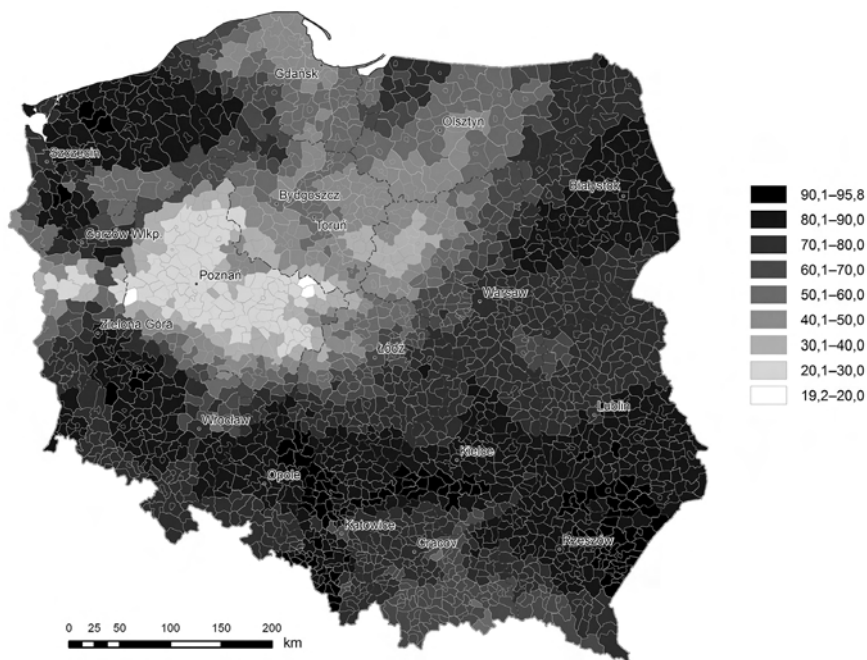 Gdańsk
Olsztyn
Szczecin
Białystok
Bydgoszcz
Toruń
Gorzów Wlkp.
Poznań
Warsaw
Zielona Góra
Łódź
Lublin
Wrocław
Kielce
Opole
Katowice
Cracov
Rzeszów
90,1–95,8
80,1–90,0
70,1–80,0
60,1–70,0
50,1–60,0
40,1–50,0
30,1–40,0
20,1–30,0
19,2–20,0
0 25 50 100 150 200
km